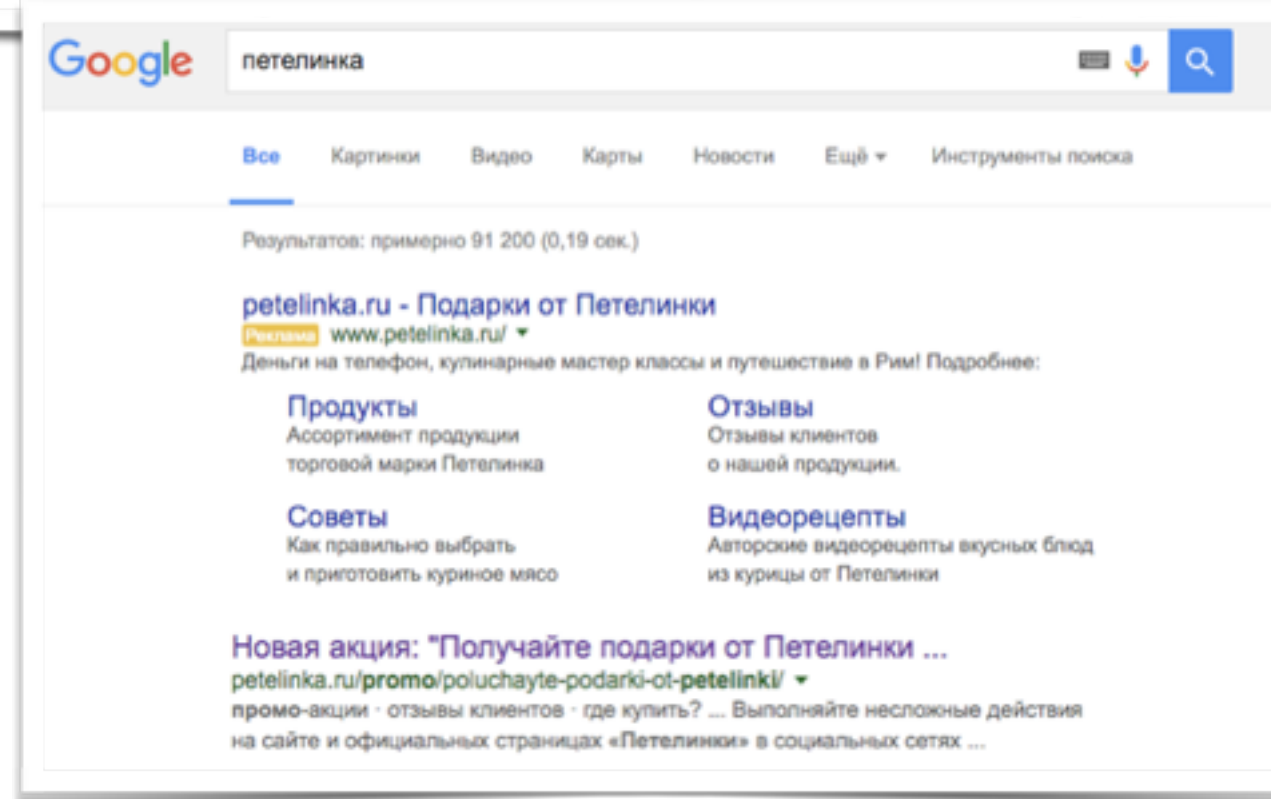 Google петелинка
Все Картинки Видео Карты Новости Ещё Инструменты поиска
Результатов: примерно 91 200 (0,19 сек.)
petelinka.ru - Подарки от Петелинки
Реклама www.petelinka.ru/
Деньги на телефон, кулинарные мастер классы и путешествие в Рим! Подробнее:
Продукты
Ассортимент продукции
торговой марки Петелинка
Отзывы
Отзывы клиентов
о нашей продукции.
Советы
Как правильно выбрать
и приготовить куриное мясо
Видеорецепты
Авторские видеорецепты вкусных блюд
из курицы от Петелинки
Новая акция: "Получайте подарки от Петелинки ...
petelinka.ru/promo/poluchayte-podarki-ot-petelinki/
промо-акции · отзывы клиентов · где купить? ... Выполняйте несложные действия
на сайте и официальных страницах «Петелинки» в социальных сетях ...